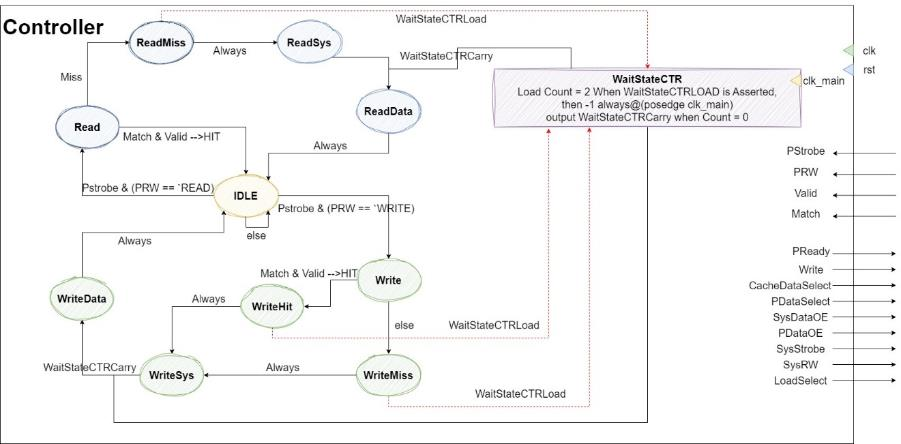 Controller
WaitStateCTRLoad
ReadMiss
Always
ReadSys
WaitStateCTRCarry
clk
rst
Miss
WaitStateCTR
Load Count = 2 When WaitStateCTRLOAD is Asserted,
then -1 always@(posedge clk_main)
output WaitStateCTRCarry when Count = 0
clk_main
ReadData
Read
Match & Valid -->HIT
Always
PStrobe
PRW
Valid
Match
Pstrobe & (PRW == `READ)
IDLE
Pstrobe & (PRW == `WRITE)
else
Always
PReady
Write
CacheDataSelect
PDataSelect
SysDataOE
PDataOE
SysStrobe
SysRW
LoadSelect
Match & Valid -->HIT
Write
WriteData
Always
WriteHit
WaitStateCTRLoad
else
WaitStateCTRCarry
WriteSys
Always
WriteMiss
WaitStateCTRLoad